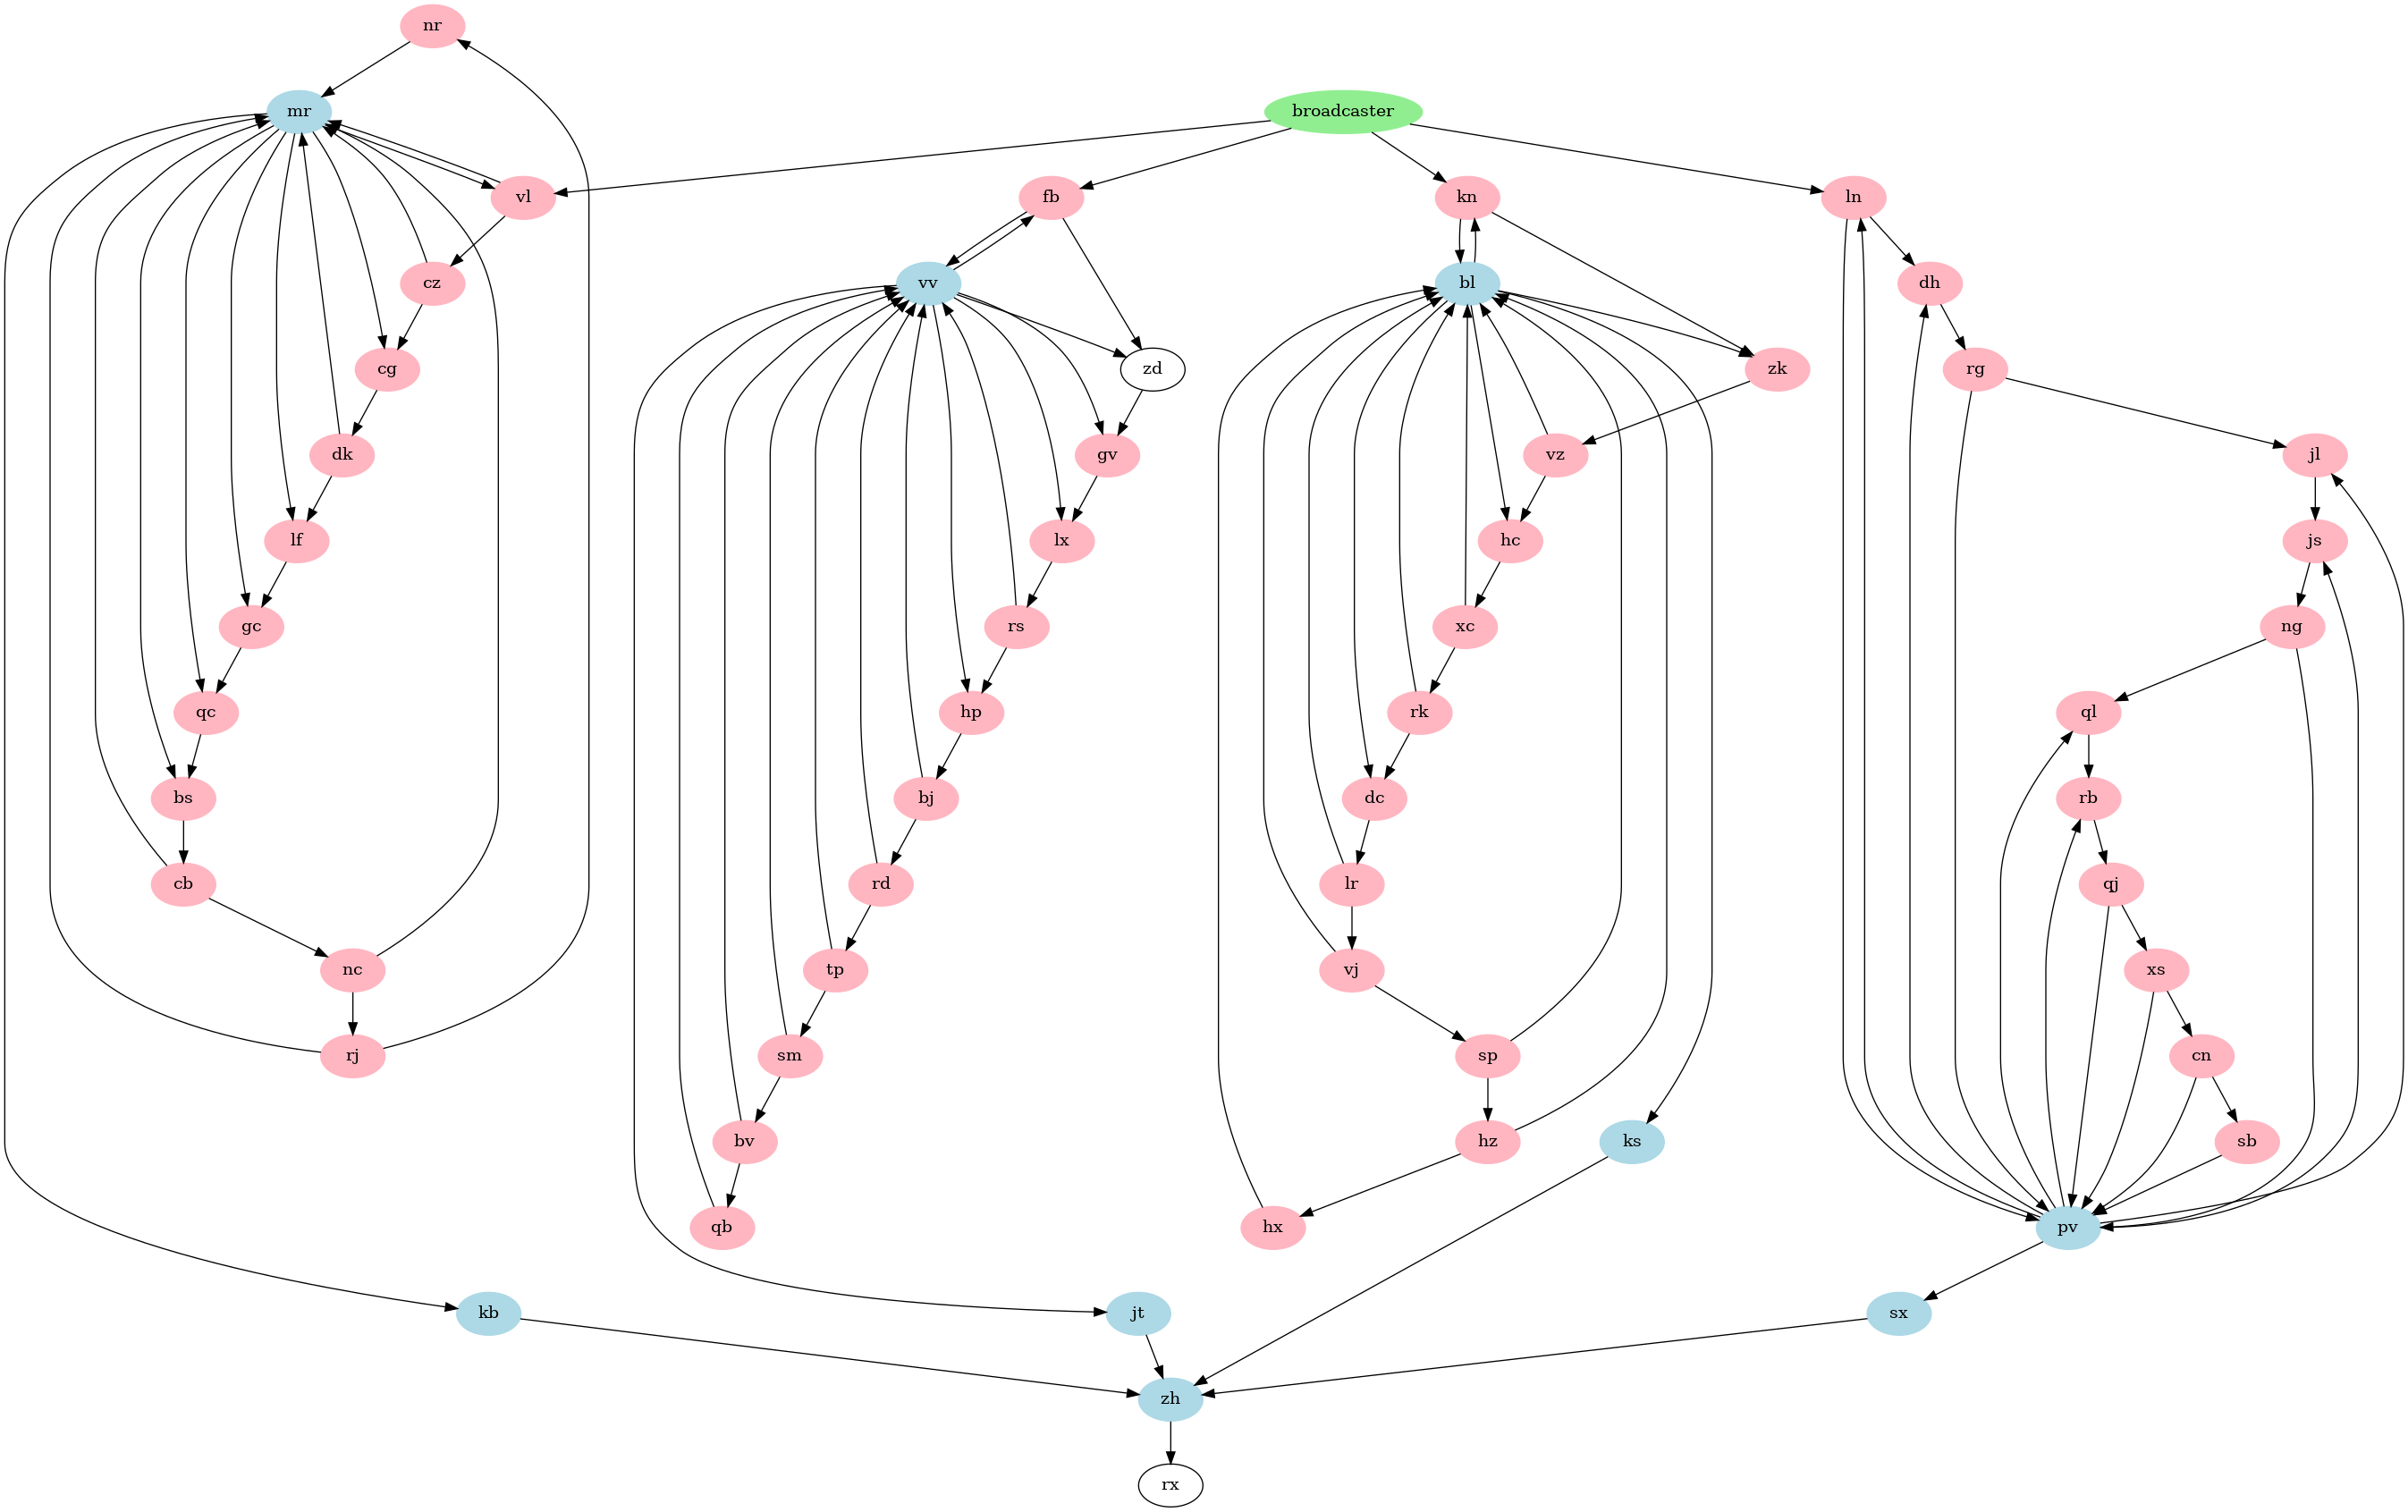 nr
mr
broadcaster
vl
fb
kn
ln
cz
vv
bl
dh
cg
zd
zk
rg
dk
gv
vz
jl
lf
lx
hc
js
gc
rs
xc
ng
qc
hp
rk
ql
bs
bj
dc
rb
cb
rd
lr
qj
nc
tp
vj
xs
rj
sm
sp
cn
bv
hz
ks
sb
qb
hx
pv
kb
jt
sx
zh
rx